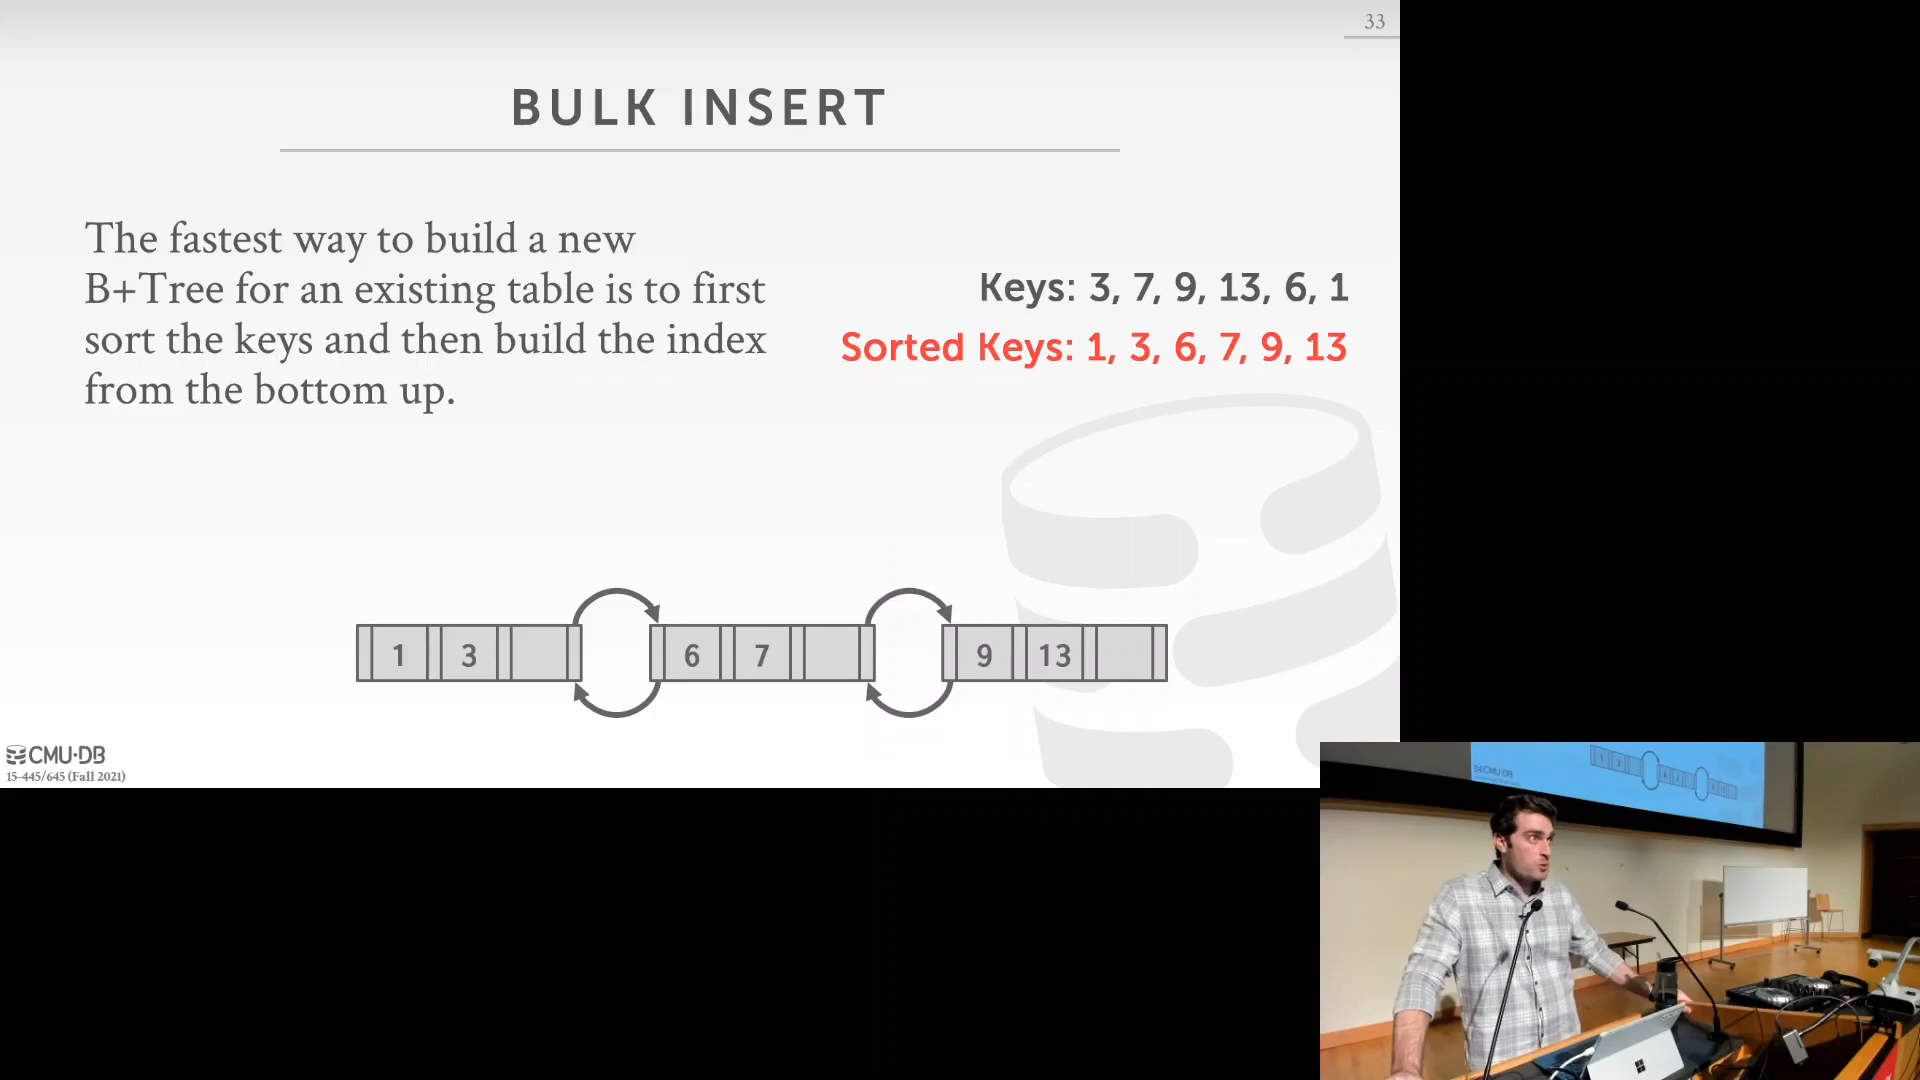 33
BULK INSERT
The fastest way to build a new
B+Tree for an existing table is to first
sort the keys and then build the index
from the bottom up.
Keys: 3, 7, 9, 13, 6, 1
Sorted Keys: 1, 3, 6, 7, 9, 13
1 3 6 7 9 13
CMU·DB
15-445/645 (Fall 2021)